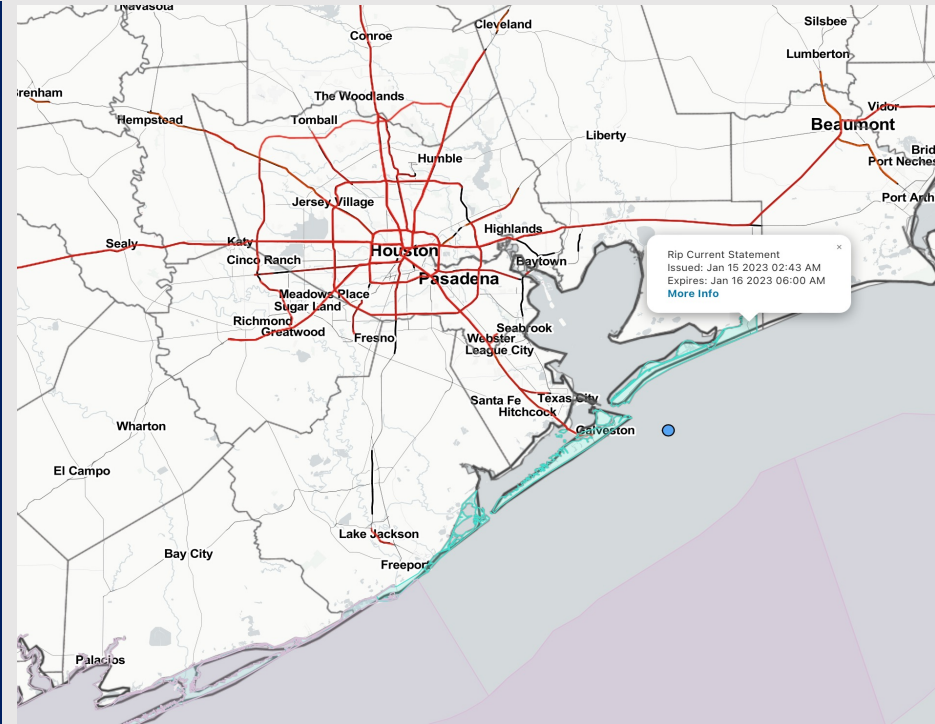 Navasota
Cleveland
Silsbee
Conroe
Lumberton
The Woodlands
Vidor
Hempstead
Tomball
Beaumont
Liberty
Humble
Port Neches
Jersey Village
Port Arth
Highlands
Sealy
Katy
Houston
Cinco Ranch
Baytown
Pasadena
×
Rip Current Statement
Issued: Jan 15 2023 02:43 AM
Expires: Jan 16 2023 06:00 AM
More Info
Meadows Place
Sugar Land
Richmond
Greatwood
Fresno
Seabrook
Webster
League City
Santa Fe
Texas City
Hitchcock
Galveston
Wharton
El Campo
Lake Jackson
Bay City
Freeport
Palacios